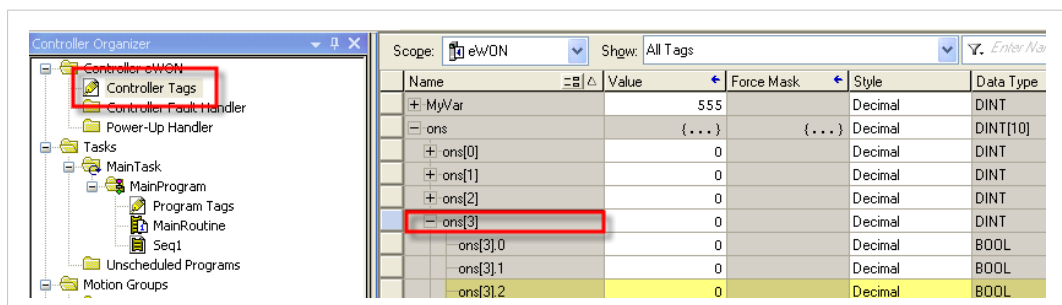 Controller Organizer
Controller eWON
Controller Tags
Controller Fault Handler
Power-Up Handler
Tasks
MainTask
MainProgram
Program Tags
MainRoutine
Seq1
Unscheduled Programs
Motion Groups
Scope: eWON Show: All Tags Enter Na
Name Value Force Mask Style Data Type
MyVar 555 Decimal DINT
ons {...} {...} Decimal DINT[10]
ons[0] 0 Decimal DINT
ons[1] 0 Decimal DINT
ons[2] 0 Decimal DINT
ons[3] 0 Decimal DINT
ons[3].0 0 Decimal BOOL
ons[3].1 0 Decimal BOOL
ons[3].2 0 Decimal BOOL